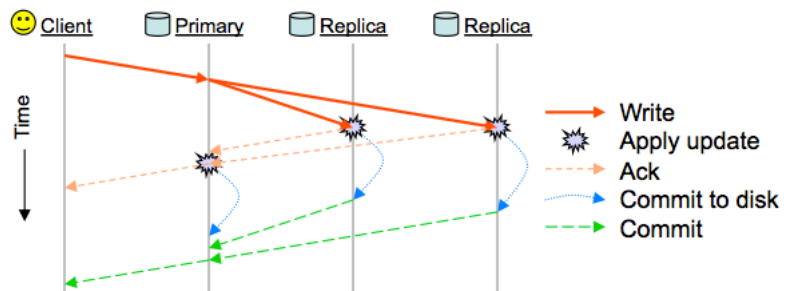 Client
Primary
Replica
Replica
Time
Write
Apply update
Ack
Commit to disk
Commit